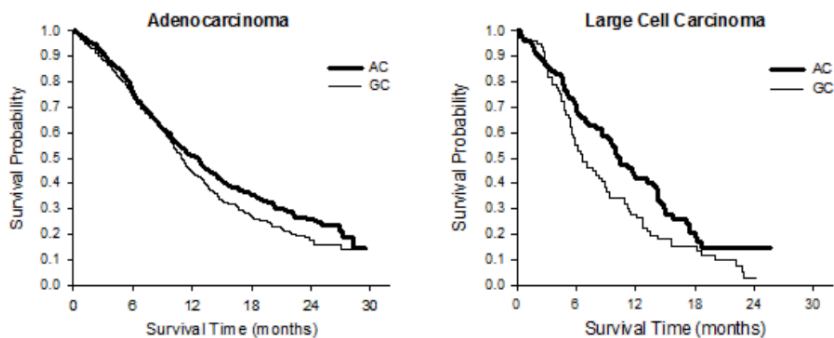 Adenocarcinoma
Survival Probability
1.0
0.9
0.8
0.7
0.6
0.5
0.4
0.3
0.2
0.1
0.0
AC
GC
0 6 12 18 24 30
Survival Time (months)
Large Cell Carcinoma
Survival Probability
1.0
0.9
0.8
0.7
0.6
0.5
0.4
0.3
0.2
0.1
0.0
AC
GC
0 6 12 18 24 30
Survival Time (months)